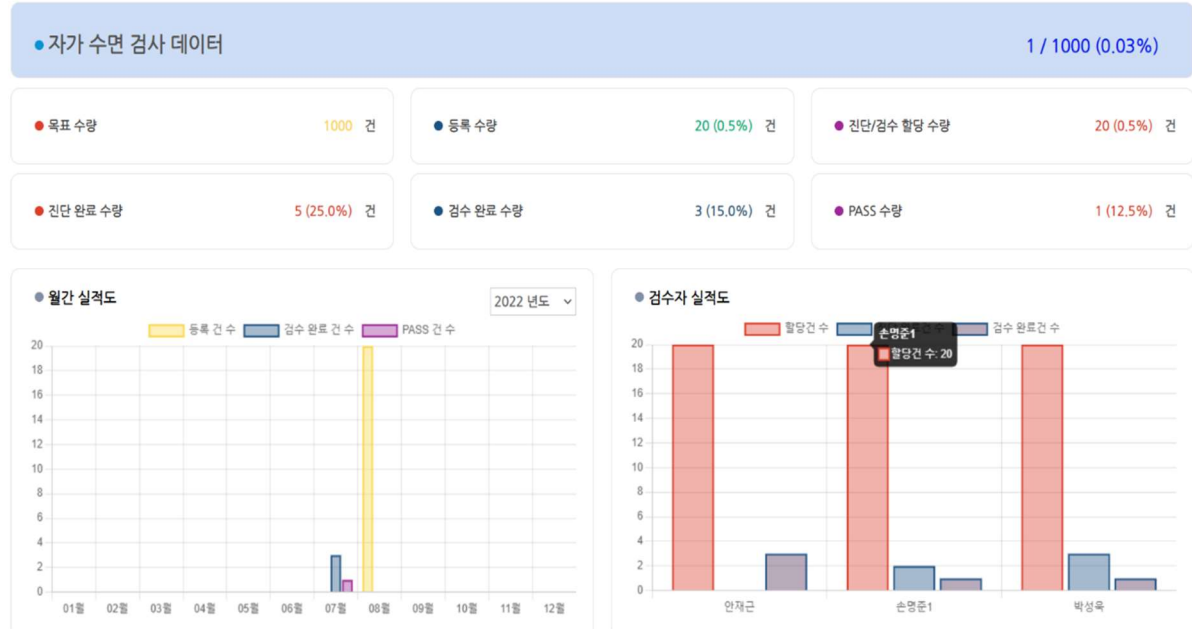 자가 수면 검사 데이터 1 / 1000 (0.03%)
목표 수량 1000 건
등록 수량 20 (0.5%) 건
진단/검수 할당 수량 20 (0.5%) 건
진단 완료 수량 5 (25.0%) 건
검수 완료 수량 3 (15.0%) 건
PASS 수량 1 (12.5%) 건
월간 실적도 2022 년도
등록 건 수 검수 완료 건 수 PASS 건 수
20
18
16
14
12
10
8
6
4
2
0
01월 02월 03월 04월 05월 06월 07월 08월 09월 10월 11월 12월
검수자 실적도
할당건 수 검수 완료건 수
손명준1
할당건 수: 20
20
18
16
14
12
10
8
6
4
2
0
안재근 손명준1 박성욱